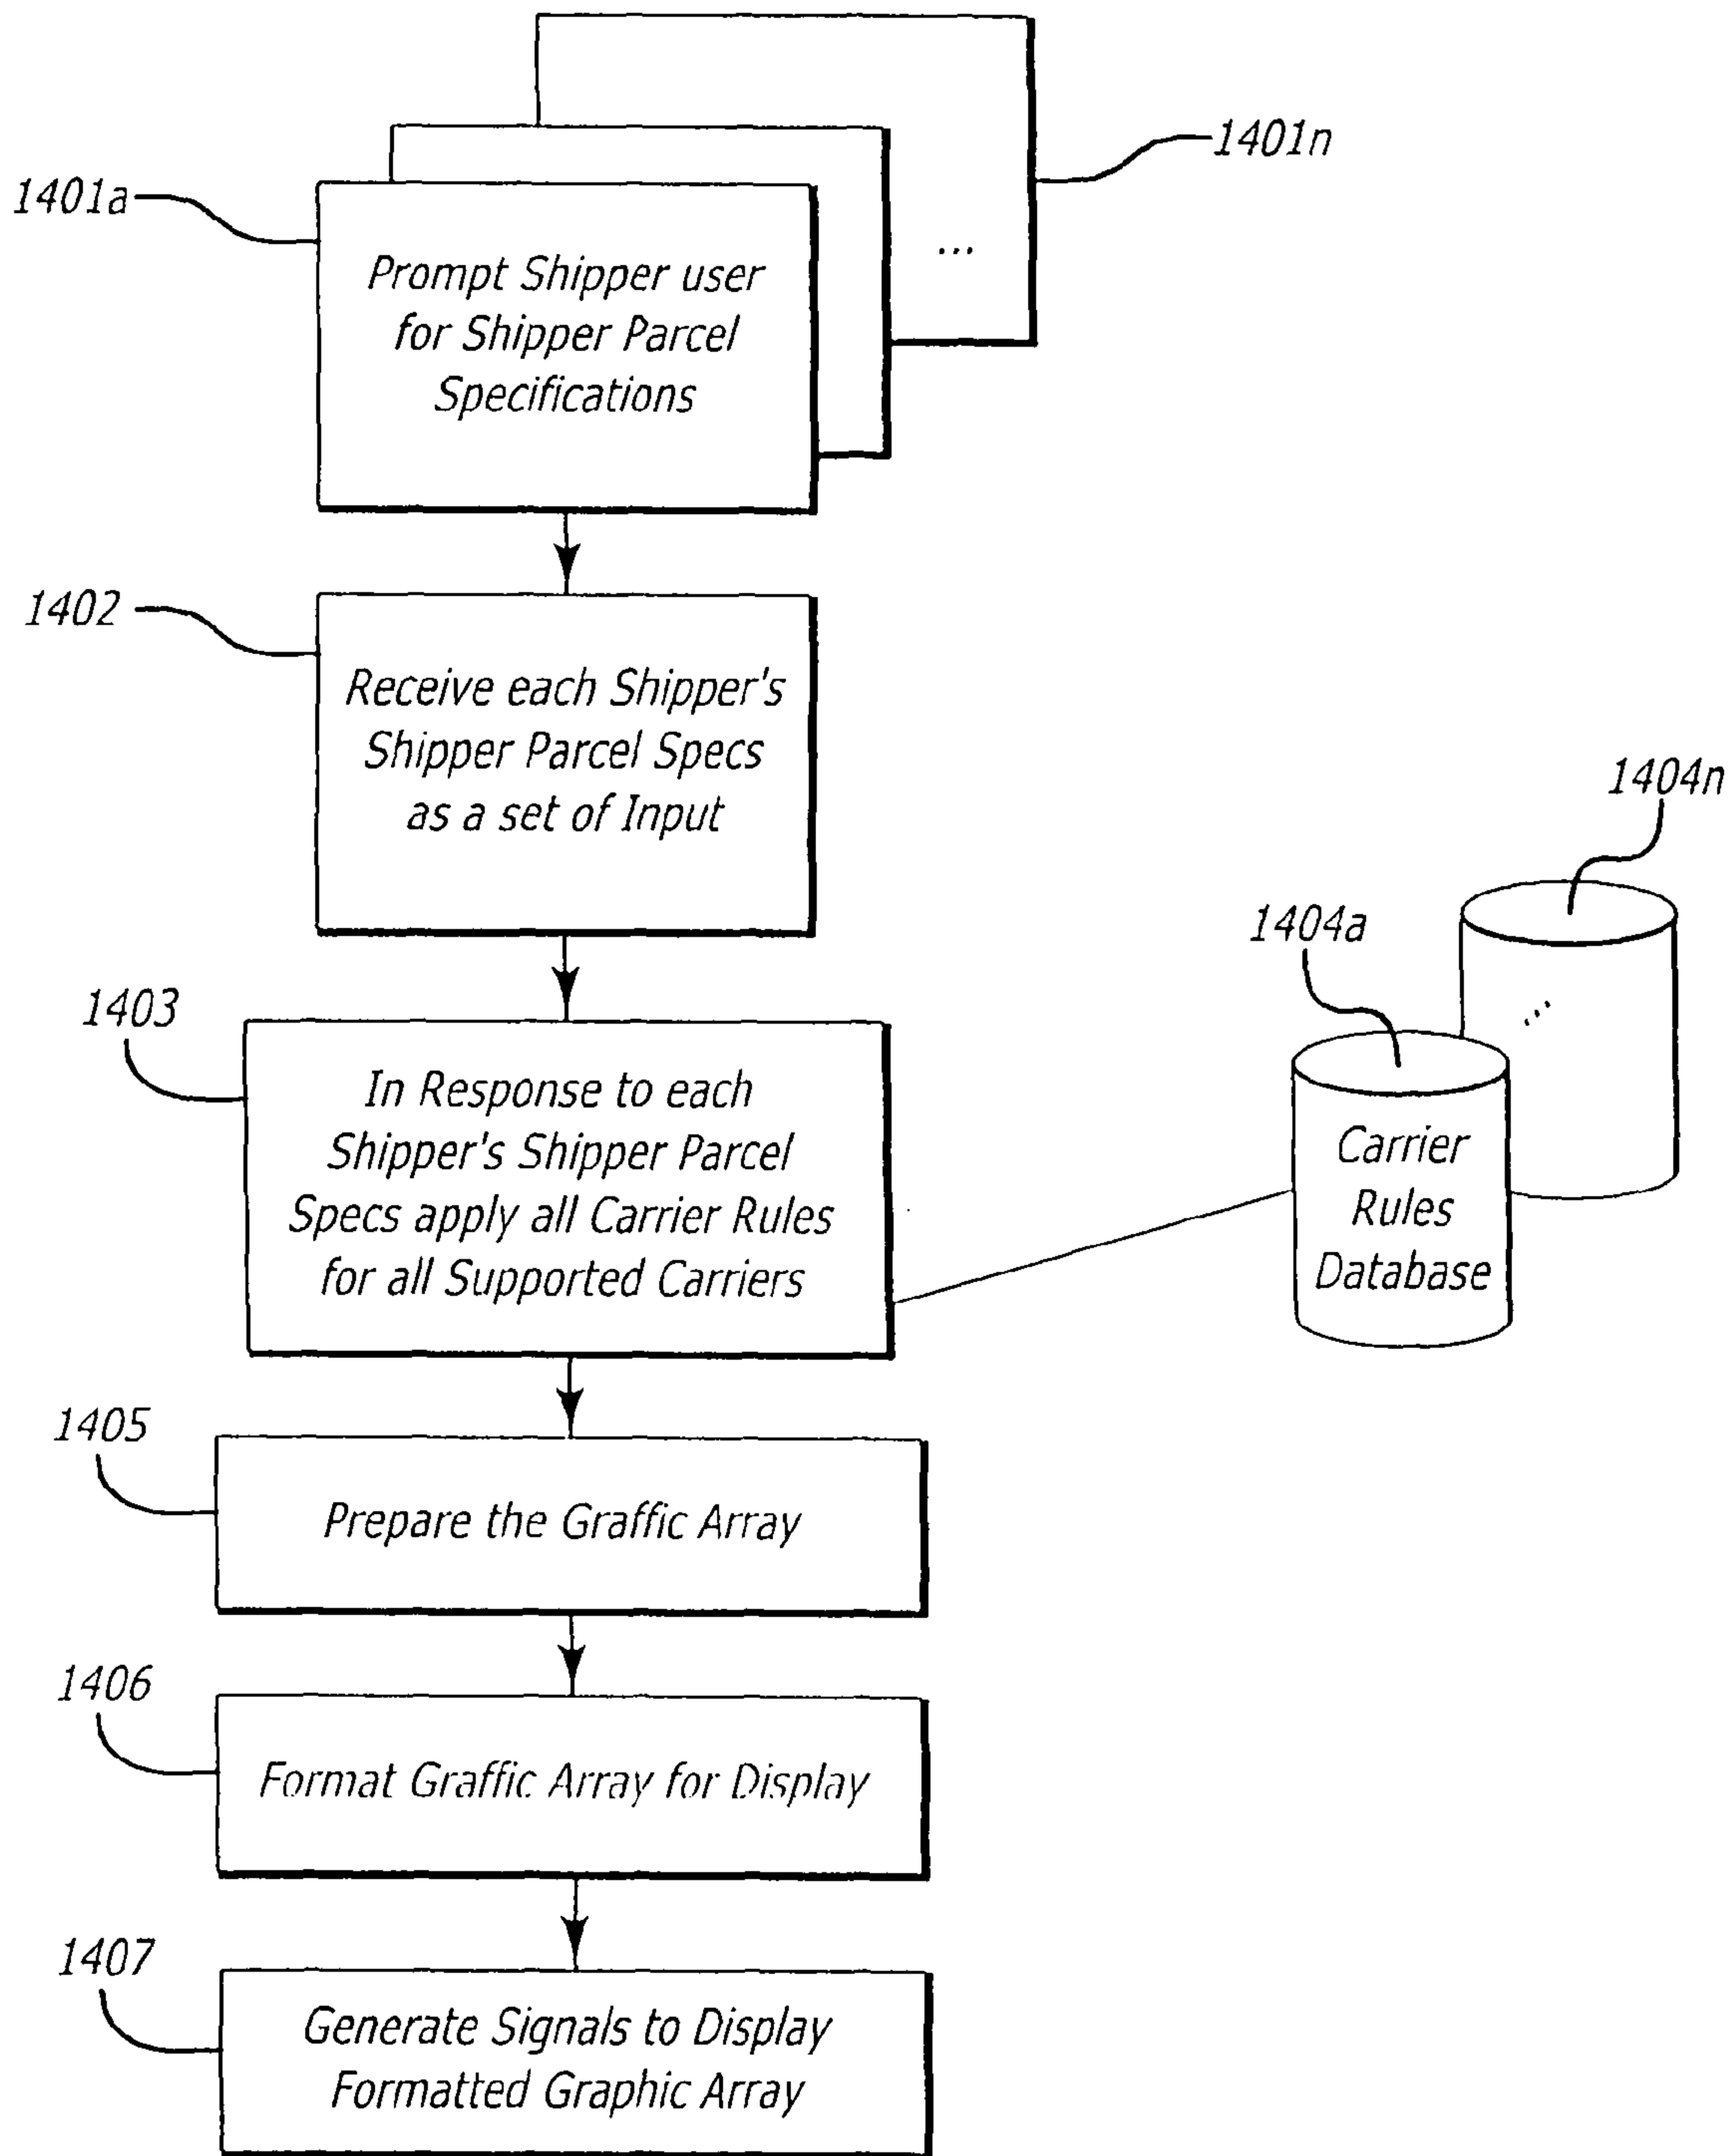 1401n
1401a
...
Prompt Shipper user
for Shipper Parcel
Specifications
1402
Receive each Shipper's
Shipper Parcel Specs
as a set of Input
1404n
1404a
...
1403
In Response to each
Shipper's Shipper Parcel
Specs apply all Carrier Rules
for all Supported Carriers
Carrier
Rules
Database
1405
Prepare the Graffic Array
1406
Format Graffic Array for Display
1407
Generate Signals to Display
Formatted Graphic Array